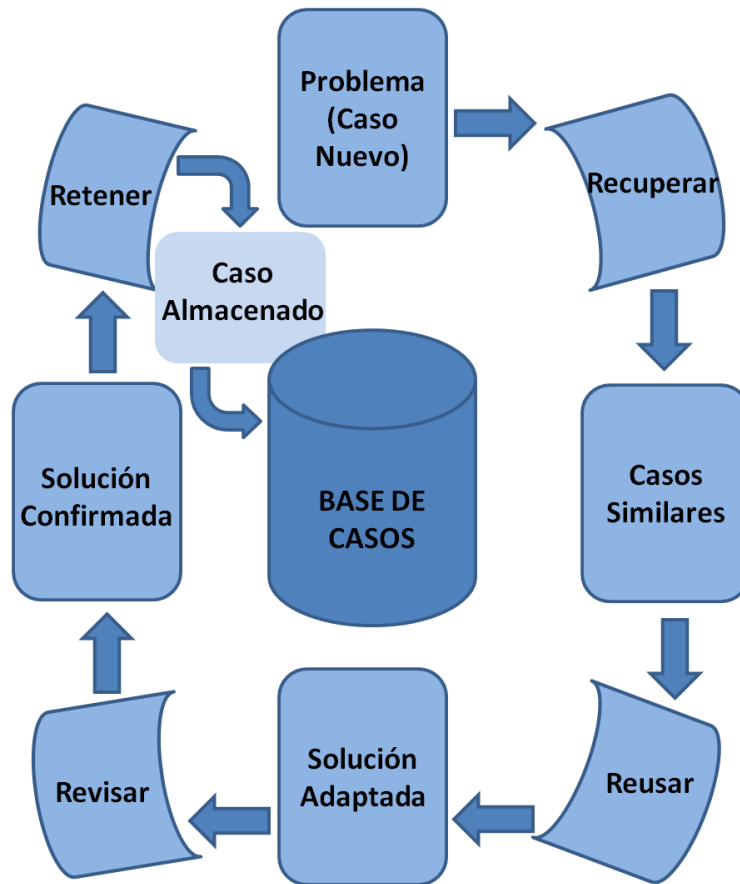 Problema
(Caso
Nuevo)
Recuperar
Casos
Similares
Reusar
Solución
Adaptada
Revisar
Solución
Confirmada
Retener
Caso
Almacenado
BASE DE
CASOS